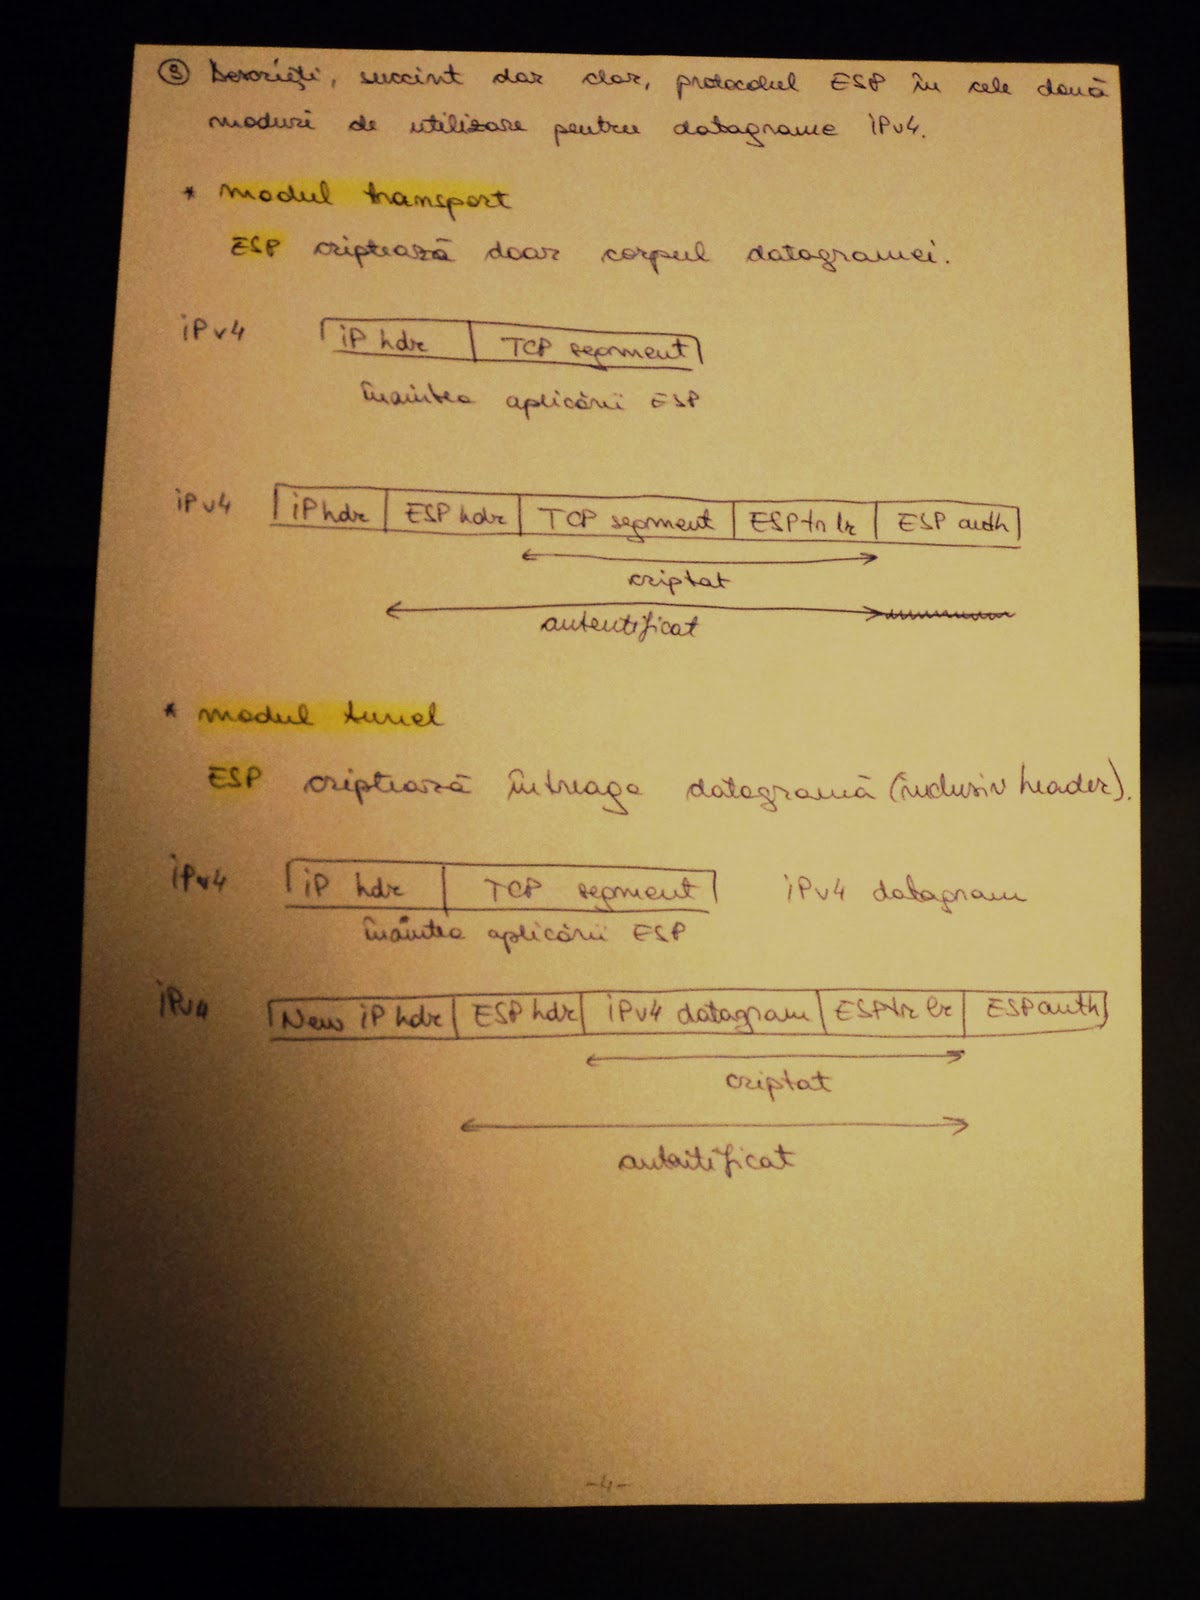 ⑨ Descrieți, succint dar clar, protocolul ESP în cele două
moduri de utilizare pentru datagrame IPv4.
* modul transport
ESP criptează doar corpul datagramei.
IPv4 IP hdr TCP segment
înaintea aplicării ESP
IPv4 IP hdr ESP hdr TCP segment ESP trlr ESP auth
criptat
autentificat
* modul tunel
ESP criptează întreaga datagramă (inclusiv header).
IPv4 IP hdr TCP segment IPv4 datagram
înaintea aplicării ESP
IPv4 New IP hdr ESP hdr IPv4 datagram ESP trlr ESP auth
criptat
autentificat
-4-